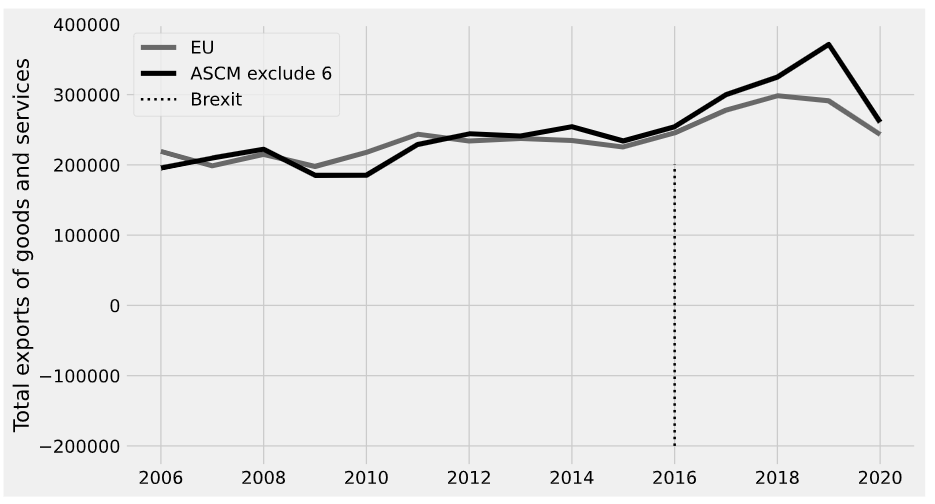 400000
300000
200000
100000
0
−100000
−200000
Total exports of goods and services
EU
ASCM exclude 6
Brexit
2006 2008 2010 2012 2014 2016 2018 2020